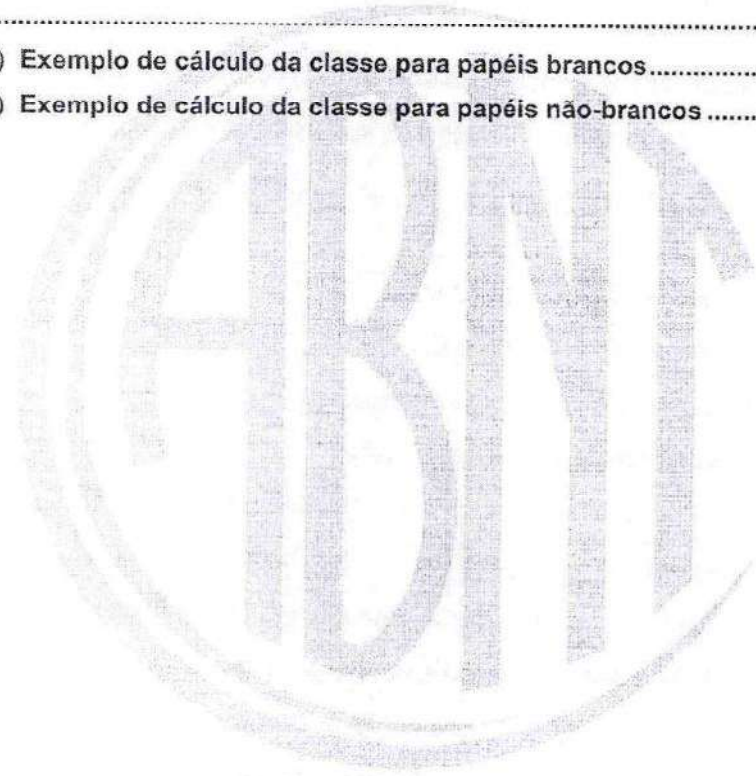 ..........................................................................
) Exemplo de cálculo da classe para papéis brancos................
) Exemplo de cálculo da classe para papéis não-brancos ........
ABNT